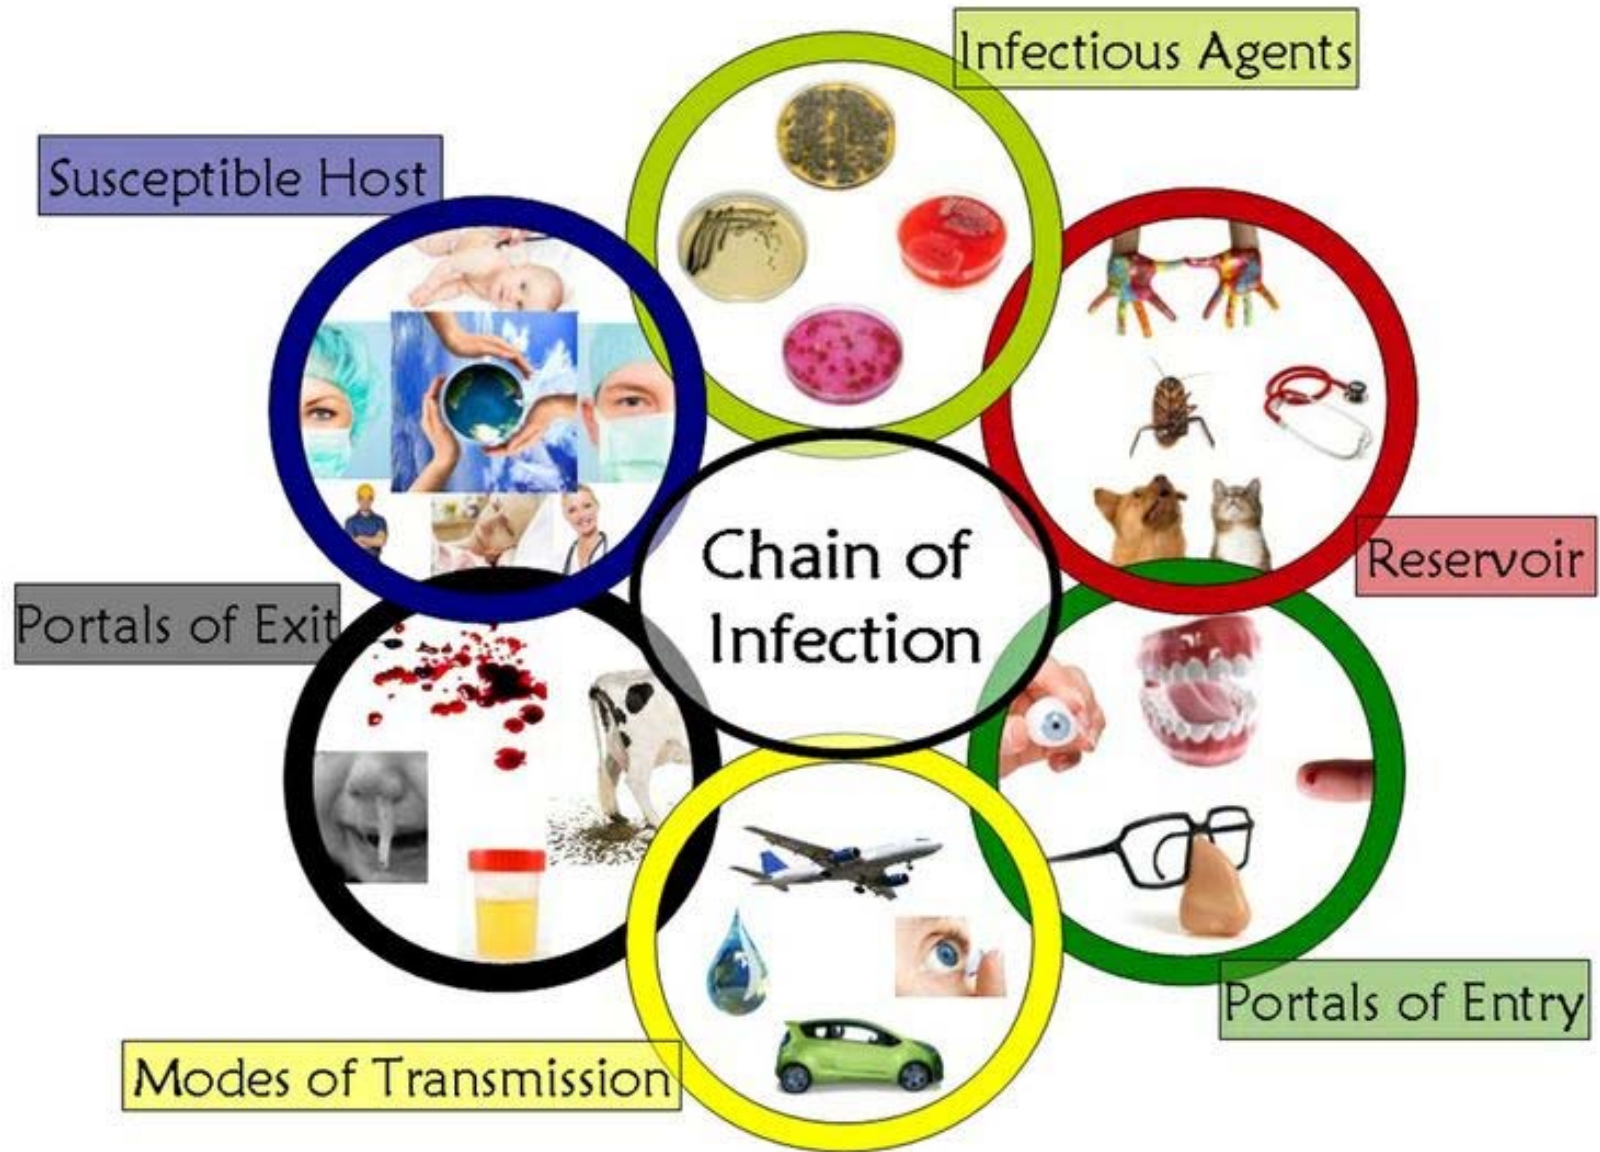 Infectious Agents
Susceptible Host
Chain of
Infection
Reservoir
Portals of Exit
Portals of Entry
Modes of Transmission